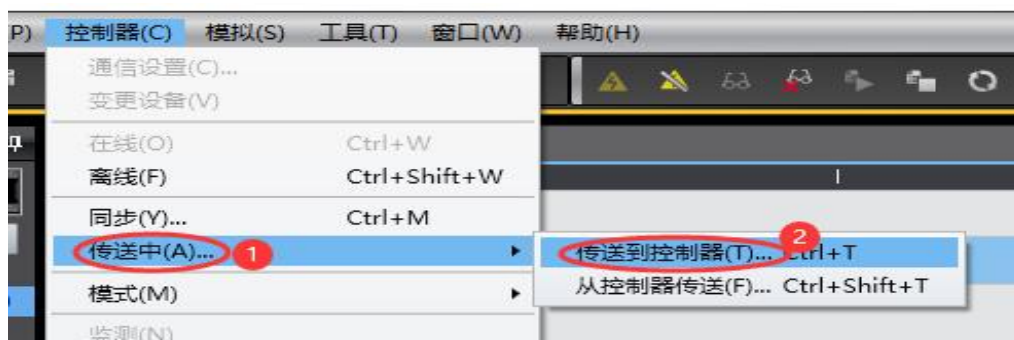 P) 控制器(C) 模拟(S) 工具(T) 窗口(W) 帮助(H)
通信设置(C)...
变更设备(V)
在线(O) Ctrl+W
离线(F) Ctrl+Shift+W
同步(Y)... Ctrl+M
传送中(A)... 1
传送到控制器(T)... 2 Ctrl+T
从控制器传送(F)... Ctrl+Shift+T
模式(M)
监测(N)